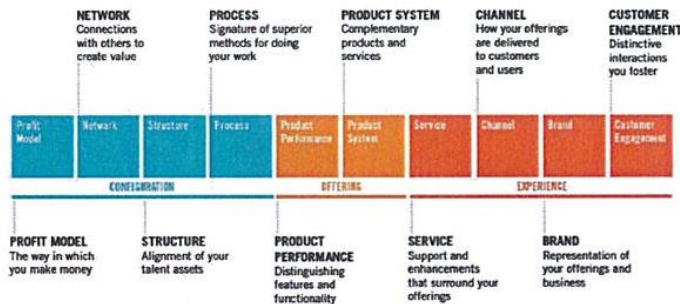 NETWORK
Connections
with others to
create value
PROCESS
Signature of superior
methods for doing
your work
PRODUCT SYSTEM
Complementary
products and
services
CHANNEL
How your offerings
are delivered
to customers
and users
CUSTOMER
ENGAGEMENT
Distinctive
interactions
you foster
Profit
Model
Network
Structure
Process
Product
Performance
Product
System
Service
Channel
Brand
Customer
Engagement
CONFIGURATION
OFFERING
EXPERIENCE
PROFIT MODEL
The way in which
you make money
STRUCTURE
Alignment of your
talent assets
PRODUCT
PERFORMANCE
Distinguishing
features and
functionality
SERVICE
Support and
enhancements
that surround your
offerings
BRAND
Representation of
your offerings and
business